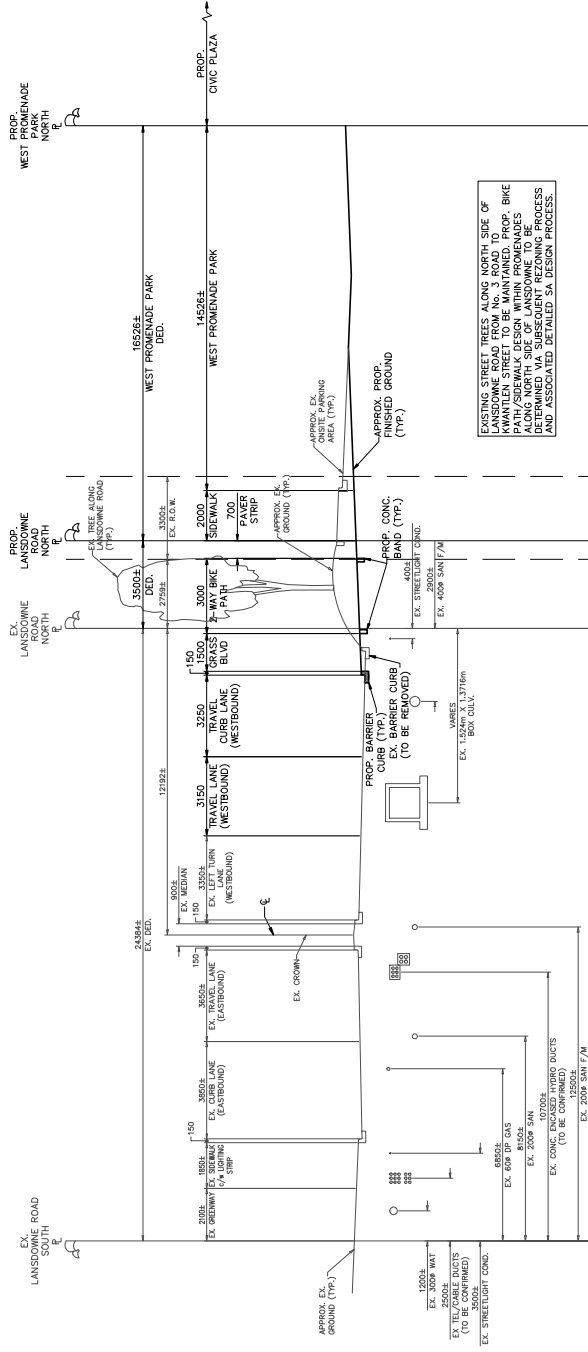 EX.
LANSDOWNE ROAD
SOUTH
PL
EX.
LANSDOWNE ROAD
NORTH
PL
PROP.
LANSDOWNE
ROAD
NORTH
PL
PROP.
WEST PROMENADE
PARK
NORTH
PL
24384±
EX. DED.
3500±
DED.
16526±
WEST PROMENADE PARK
DED.
12192±
2759±
EX. TREE ALONG
LANSDOWNE ROAD
(TYP.)
3300±
EX. R.O.W.
2100±
EX. GREENWAY
1850±
EX. SIDEWALK
c/w LIGHTING
STRIP
150
3850±
EX. CURB LANE
(EASTBOUND)
3650±
EX. TRAVEL LANE
(EASTBOUND)
150
900±
EX. MEDIAN
150
3350±
EX. LEFT TURN
LANE
(WESTBOUND)
3150
TRAVEL LANE
(WESTBOUND)
3250
TRAVEL
CURB LANE
(WESTBOUND)
150
1500
GRASS
BLVD
3000
2-WAY BIKE
PATH
700
PAVER
STRIP
2000
SIDEWALK
14526±
WEST PROMENADE PARK
PROP.
CIVIC PLAZA
CL
EX. CROWN
APPROX. EX.
GROUND (TYP.)
APPROX. EX.
GROUND (TYP.)
APPROX. EX.
ONSITE PARKING
AREA (TYP.)
APPROX. PROP.
FINISHED GROUND
(TYP.)
PROP. BARRIER
CURB (TYP.)
EX. BARRIER CURB
(TO BE REMOVED)
PROP. CONC.
BAND (TYP.)
400±
EX. STREETLIGHT COND.
2900±
EX. 400ø SAN F/M
VARIES
EX. 1.524m X 1.3716m
BOX CULV.
1200±
EX. 300ø WAT
2500±
EX TEL/CABLE DUCTS
(TO BE CONFIRMED)
3500±
EX. STREETLIGHT COND.
6850±
EX. 60ø DP GAS
8150±
EX. 200ø SAN
10700±
EX. CONC. ENCASED HYDRO DUCTS
(TO BE CONFIRMED)
12500±
EX. 200ø SAN F/M
EXISTING STREET TREES ALONG NORTH SIDE OF
LANSDOWNE ROAD FROM No. 3 ROAD TO
KWANTLEN STREET TO BE MAINTAINED. PROP. BIKE
PATH/SIDEWALK DESIGN WITHIN PROMENADES
ALONG NORTH SIDE OF LANSDOWNE TO BE
DETERMINED VIA SUBSEQUENT REZONING PROCESS
AND ASSOCIATED DETAILED SA DESIGN PROCESS.